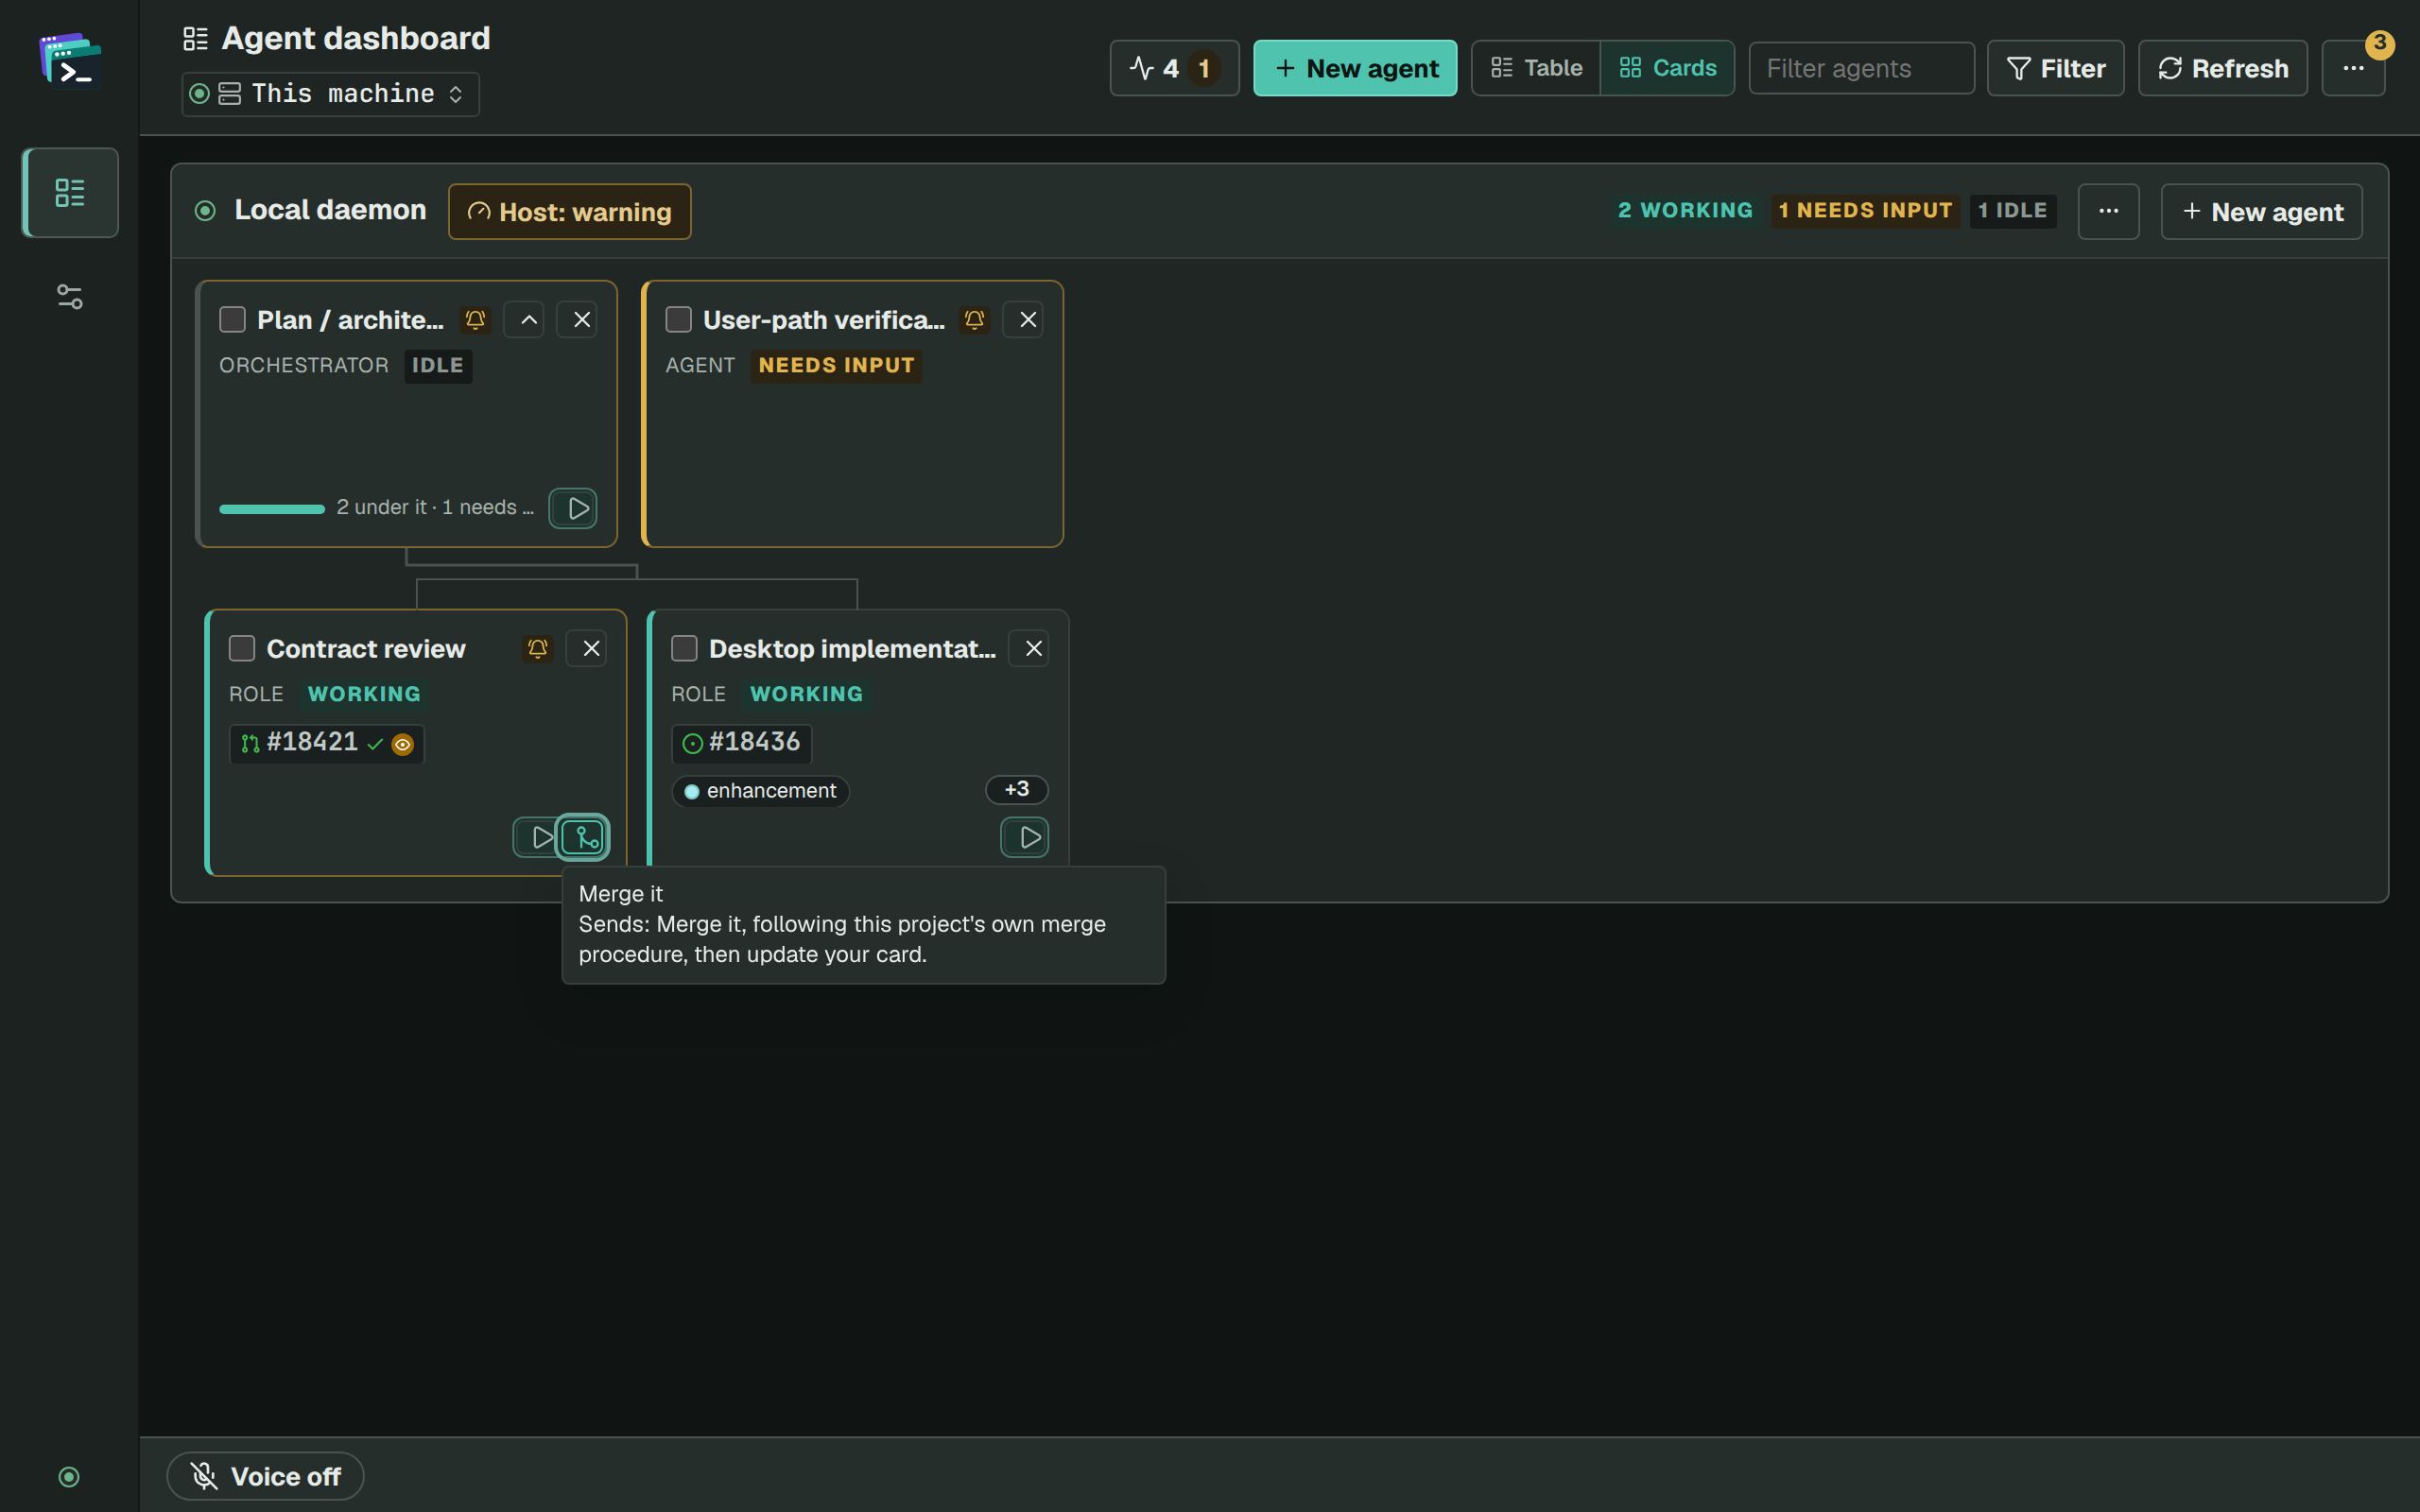 Agent dashboard
This machine
4 1
New agent
Table
Cards
Filter agents
Filter
Refresh
3
Local daemon
Host: warning
2 WORKING
1 NEEDS INPUT
1 IDLE
New agent
Plan / archite...
ORCHESTRATOR IDLE
2 under it · 1 needs ...
User-path verifica...
AGENT NEEDS INPUT
Contract review
ROLE WORKING
#18421
Desktop implementat...
ROLE WORKING
#18436
enhancement
+3
Merge it
Sends: Merge it, following this project's own merge
procedure, then update your card.
Voice off